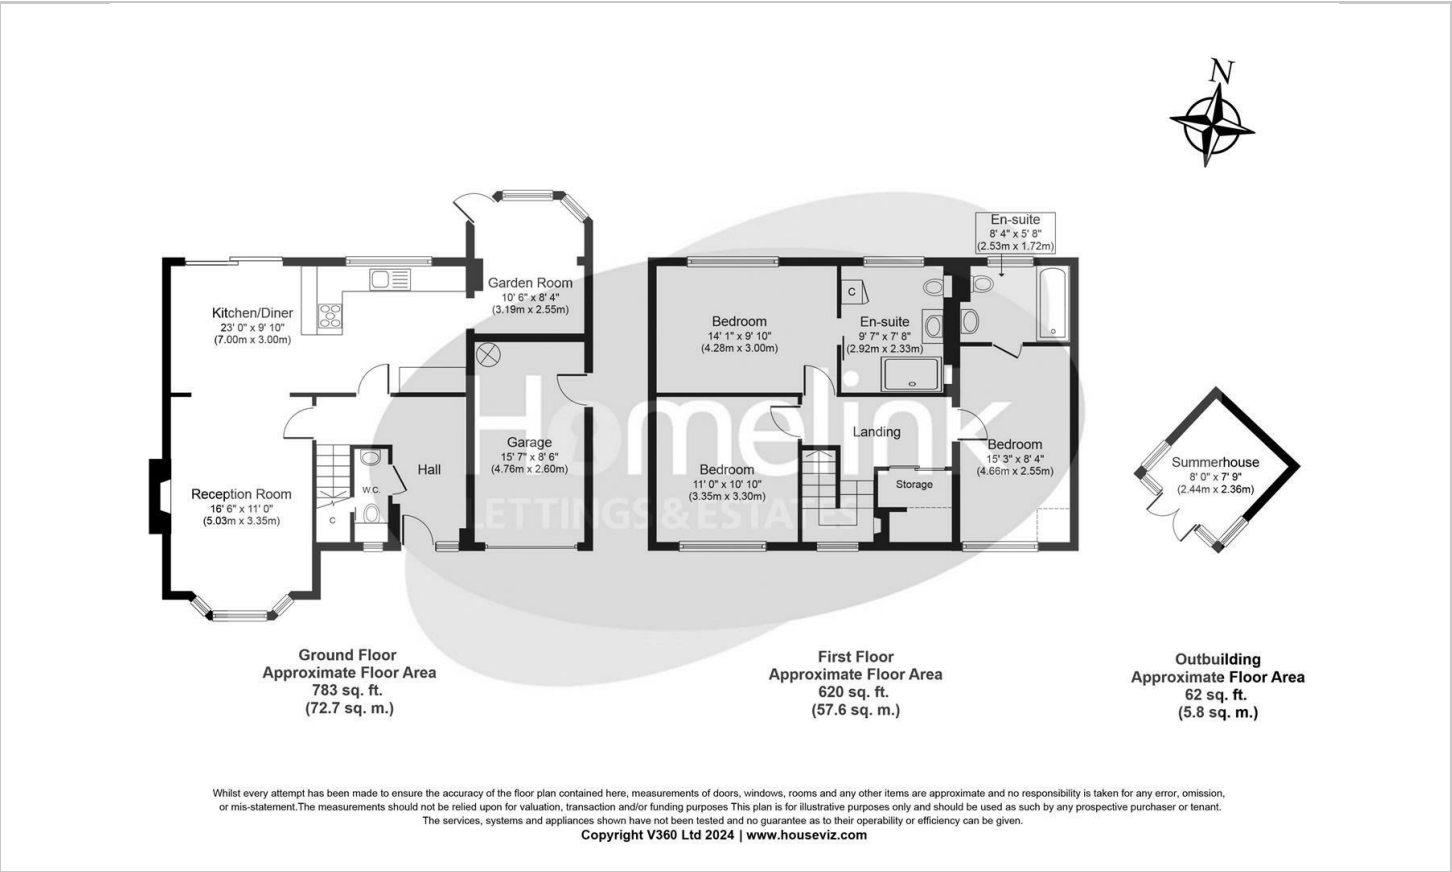 N
En-suite
8' 4" x 5' 8"
(2.53m x 1.72m)
Garden Room
10' 6" x 8' 4"
(3.19m x 2.55m)
Kitchen/Diner
23' 0" x 9' 10"
(7.00m x 3.00m)
Bedroom
14' 1" x 9' 10"
(4.28m x 3.00m)
C
En-suite
9' 7" x 7' 8"
(2.92m x 2.33m)
Homelink
LETTINGS & ESTATES
Garage
15' 7" x 8' 6"
(4.76m x 2.60m)
Hall
W.C.
C
Reception Room
16' 6" x 11' 0"
(5.03m x 3.35m)
Landing
Bedroom
11' 0" x 10' 10"
(3.35m x 3.30m)
Storage
Bedroom
15' 3" x 8' 4"
(4.66m x 2.55m)
Summerhouse
8' 0" x 7' 9"
(2.44m x 2.36m)
Ground Floor
Approximate Floor Area
783 sq. ft.
(72.7 sq. m.)
First Floor
Approximate Floor Area
620 sq. ft.
(57.6 sq. m.)
Outbuilding
Approximate Floor Area
62 sq. ft.
(5.8 sq. m.)
Whilst every attempt has been made to ensure the accuracy of the floor plan contained here, measurements of doors, windows, rooms and any other items are approximate and no responsibility is taken for any error, omission,
or mis-statement.The measurements should not be relied upon for valuation, transaction and/or funding purposes This plan is for illustrative purposes only and should be used as such by any prospective purchaser or tenant.
The services, systems and appliances shown have not been tested and no guarantee as to their operability or efficiency can be given.
Copyright V360 Ltd 2024 | www.houseviz.com